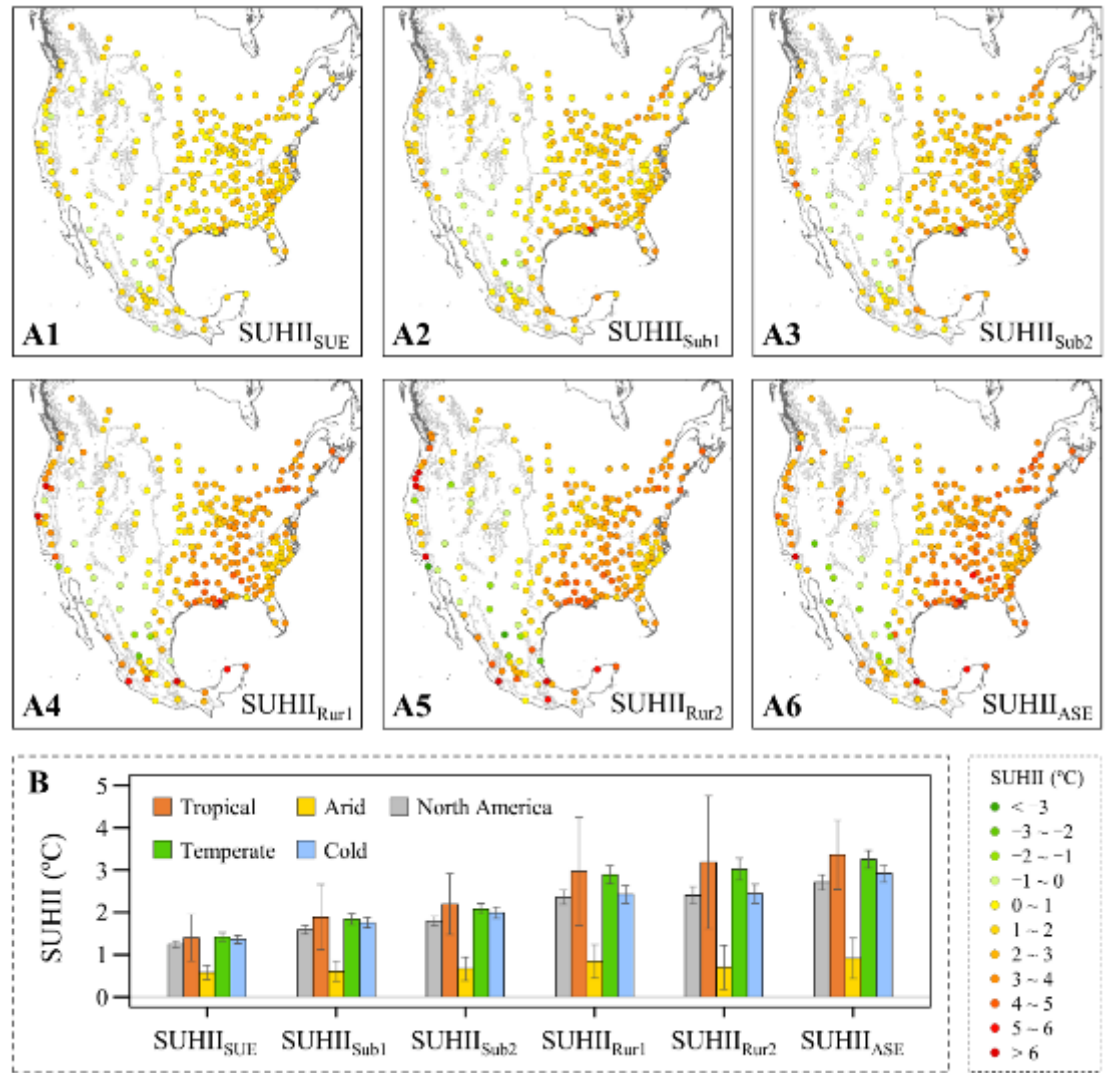 A1 SUHII_SUE
A2 SUHII_Sub1
A3 SUHII_Sub2
A4 SUHII_Rur1
A5 SUHII_Rur2
A6 SUHII_ASE
B
Tropical Arid North America
Temperate Cold
SUHII (ºC)
5
4
3
2
1
0
SUHII_SUE SUHII_Sub1 SUHII_Sub2 SUHII_Rur1 SUHII_Rur2 SUHII_ASE
SUHII (ºC)
< −3
−3 ~ −2
−2 ~ −1
−1 ~ 0
0 ~ 1
1 ~ 2
2 ~ 3
3 ~ 4
4 ~ 5
5 ~ 6
> 6